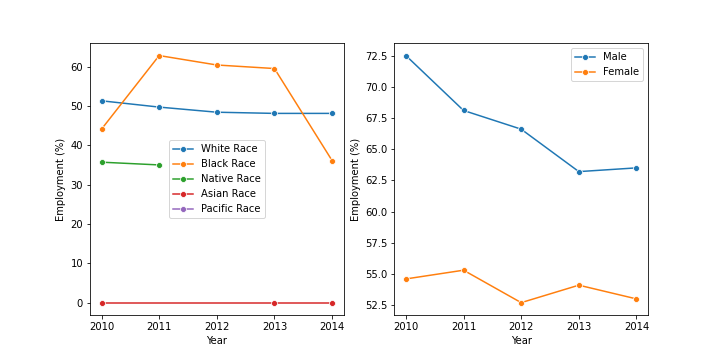 60
50
40
30
20
10
0
Employment (%)
2010
2011
2012
2013
2014
Year
White Race
Black Race
Native Race
Asian Race
Pacific Race
72.5
70.0
67.5
65.0
62.5
60.0
57.5
55.0
52.5
Employment (%)
2010
2011
2012
2013
2014
Year
Male
Female